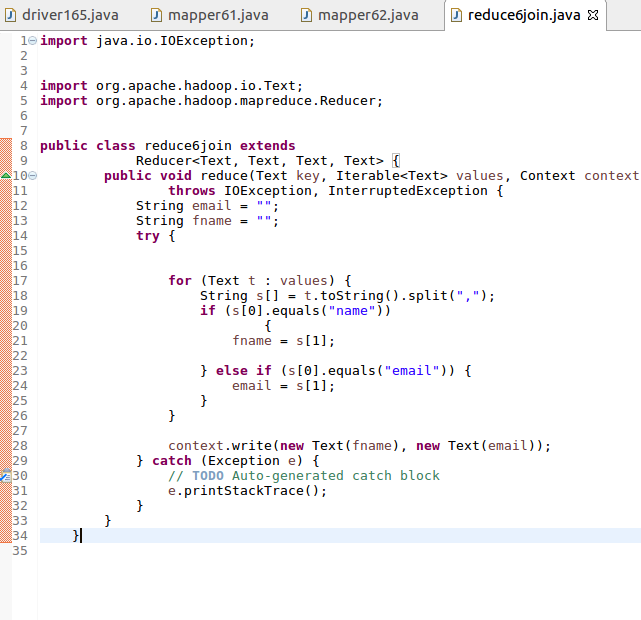 driver165.java mapper61.java mapper62.java reduce6join.java
1 import java.io.IOException;
2
3
4 import org.apache.hadoop.io.Text;
5 import org.apache.hadoop.mapreduce.Reducer;
6
7
8 public class reduce6join extends
9 Reducer<Text, Text, Text, Text> {
10 public void reduce(Text key, Iterable<Text> values, Context context
11 throws IOException, InterruptedException {
12 String email = "";
13 String fname = "";
14 try {
15
16
17 for (Text t : values) {
18 String s[] = t.toString().split(",");
19 if (s[0].equals("name"))
20 {
21 fname = s[1];
22
23 } else if (s[0].equals("email")) {
24 email = s[1];
25 }
26 }
27
28 context.write(new Text(fname), new Text(email));
29 } catch (Exception e) {
30 // TODO Auto-generated catch block
31 e.printStackTrace();
32 }
33 }
34 }
35